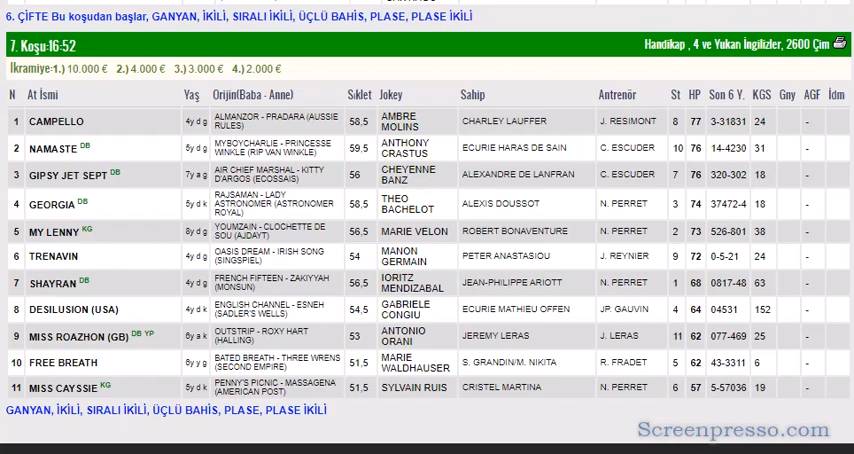 6. ÇİFTE Bu koşudan başlar, GANYAN, İKİLİ, SIRALI İKİLİ, ÜÇLÜ BAHİS, PLASE, PLASE İKİLİ
7. Koşu:16-52 Handikap , 4 ve Yukarı İngilizler, 2600 Çim
İkramiye: 1.) 10.000 € 2.) 4.000 € 3.) 3.000 € 4.) 2.000 €
N At İsmi Yaş Orijin(Baba - Anne) Sıklet Jokey Sahip Antrenör St HP Son 6 Y. KGS Gny AGF İdm
1 CAMPELLO 4y d g ALMANZOR - PRADARA (AUSSIE RULES) 58,5 AMBRE MOLINS CHARLEY LAUFFER J. RESIMONT 8 77 3-31831 24 -
2 NAMASTE DB 5y d g MYBOYCHARLIE - PRINCESSE WINKLE (RIP VAN WINKLE) 59,5 ANTHONY CRASTUS ECURIE HARAS DE SAIN C. ESCUDER 10 76 14-4230 31 -
3 GIPSY JET SEPT DB 7y a g AIR CHIEF MARSHAL - KITTY D'ARGOS (ECOSSAIS) 56 CHEYENNE BANZ ALEXANDRE DE LANFRAN C. ESCUDER 7 76 320-302 18 -
4 GEORGIA DB 5y d k RAJSAMAN - LADY ASTRONOMER (ASTRONOMER ROYAL) 58,5 THEO BACHELOT ALEXIS DOUSSOT N. PERRET 3 74 37472-4 18 -
5 MY LENNY KG 8y d g YOUMZAIN - CLOCHETTE DE SOU (AJDAYT) 56,5 MARIE VELON ROBERT BONAVENTURE N. PERRET 2 73 526-801 38 -
6 TRENAVIN 4y d g OASIS DREAM - IRISH SONG (SINGSPIEL) 54 MANON GERMAIN PETER ANASTASIOU J. REYNIER 9 72 0-5-21 24 -
7 SHAYRAN DB 4y d g FRENCH FIFTEEN - ZAKIYYAH (MONSUN) 56,5 IORITZ MENDIZABAL JEAN-PHILIPPE ARIOTT N. PERRET 1 68 0817-48 63 -
8 DESILUSION (USA) 4y d k ENGLISH CHANNEL - ESNEH (SADLER'S WELLS) 54,5 GABRIELE CONGIU ECURIE MATHIEU OFFEN JP. GAUVIN 4 64 04531 152 -
9 MISS ROAZHON (GB) DB YP 6y a k OUTSTRIP - ROXY HART (HALLING) 53 ANTONIO ORANI JEREMY LERAS J. LERAS 11 62 077-469 25 -
10 FREE BREATH 6y y g BATED BREATH - THREE WRENS (SECOND EMPIRE) 51,5 MARIE WALDHAUSER S. GRANDIN/M. NIKITA R. FRADET 5 62 43-3311 6 -
11 MISS CAYSSIE KG 5y d k PENNY'S PICNIC - MASSAGENA (AMERICAN POST) 51,5 SYLVAIN RUIS CRISTEL MARTINA N. PERRET 6 57 5-57036 19 -
GANYAN, İKİLİ, SIRALI İKİLİ, ÜÇLÜ BAHİS, PLASE, PLASE İKİLİ
Screenpresso.com